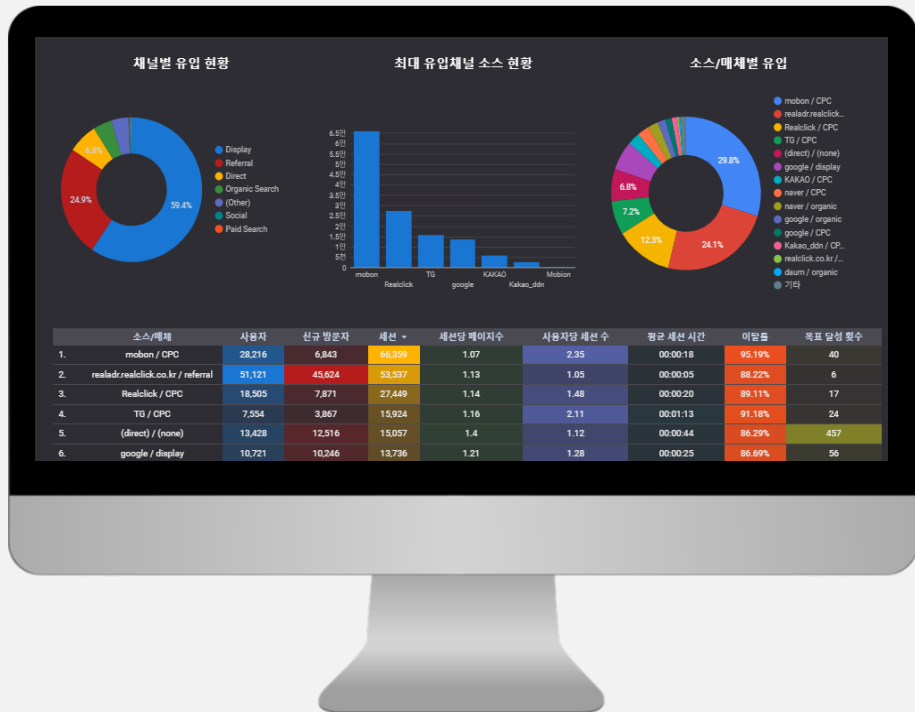 채널별 유입 현황
59.4%
24.9%
6.8%
Display
Referral
Direct
Organic Search
(Other)
Social
Paid Search
최대 유입채널 소스 현황
6.5만
6만
5.5만
5만
4.5만
4만
3.5만
3만
2.5만
2만
1.5만
1만
5천
0
mobon
Realclick
TG
google
KAKAO
Kakao_ddn
Mobion
소스/매체별 유입
29.8%
24.1%
12.3%
7.2%
6.8%
mobon / CPC
realadr.realclick...
Realclick / CPC
TG / CPC
(direct) / (none)
google / display
KAKAO / CPC
naver / CPC
naver / organic
google / organic
google / CPC
Kakao_ddn / CP...
realclick.co.kr /...
daum / organic
기타
소스/매체 사용자 신규 방문자 세션 세션당 페이지수 사용자당 세션 수 평균 세션 시간 이탈률 목표 달성 횟수
1. mobon / CPC 28,216 6,843 66,359 1.07 2.35 00:00:18 95.19% 40
2. realadr.realclick.co.kr / referral 51,121 45,624 53,537 1.13 1.05 00:00:05 88.22% 6
3. Realclick / CPC 18,505 7,871 27,449 1.14 1.48 00:00:20 89.11% 17
4. TG / CPC 7,554 3,867 15,924 1.16 2.11 00:01:13 91.18% 24
5. (direct) / (none) 13,428 12,516 15,057 1.4 1.12 00:00:44 86.29% 457
6. google / display 10,721 10,246 13,736 1.21 1.28 00:00:25 86.69% 56